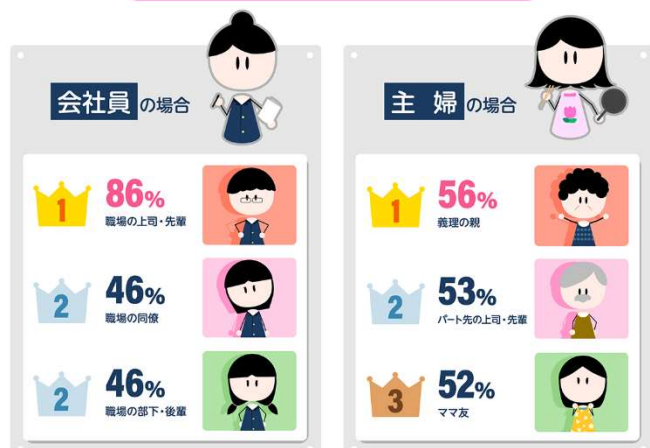 会社員の場合
1
86%
職場の上司・先輩
2
46%
職場の同僚
2
46%
職場の部下・後輩
主婦の場合
1
56%
義理の親
2
53%
パート先の上司・先輩
3
52%
ママ友